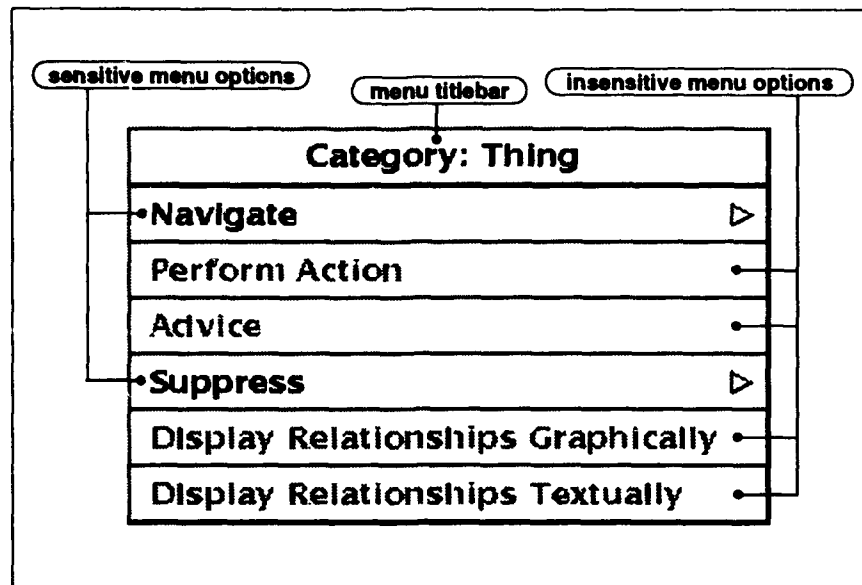 sensitive menu options
menu titlebar
insensitive menu options
Category: Thing
Navigate
Perform Action
Advice
Suppress
Display Relationships Graphically
Display Relationships Textually